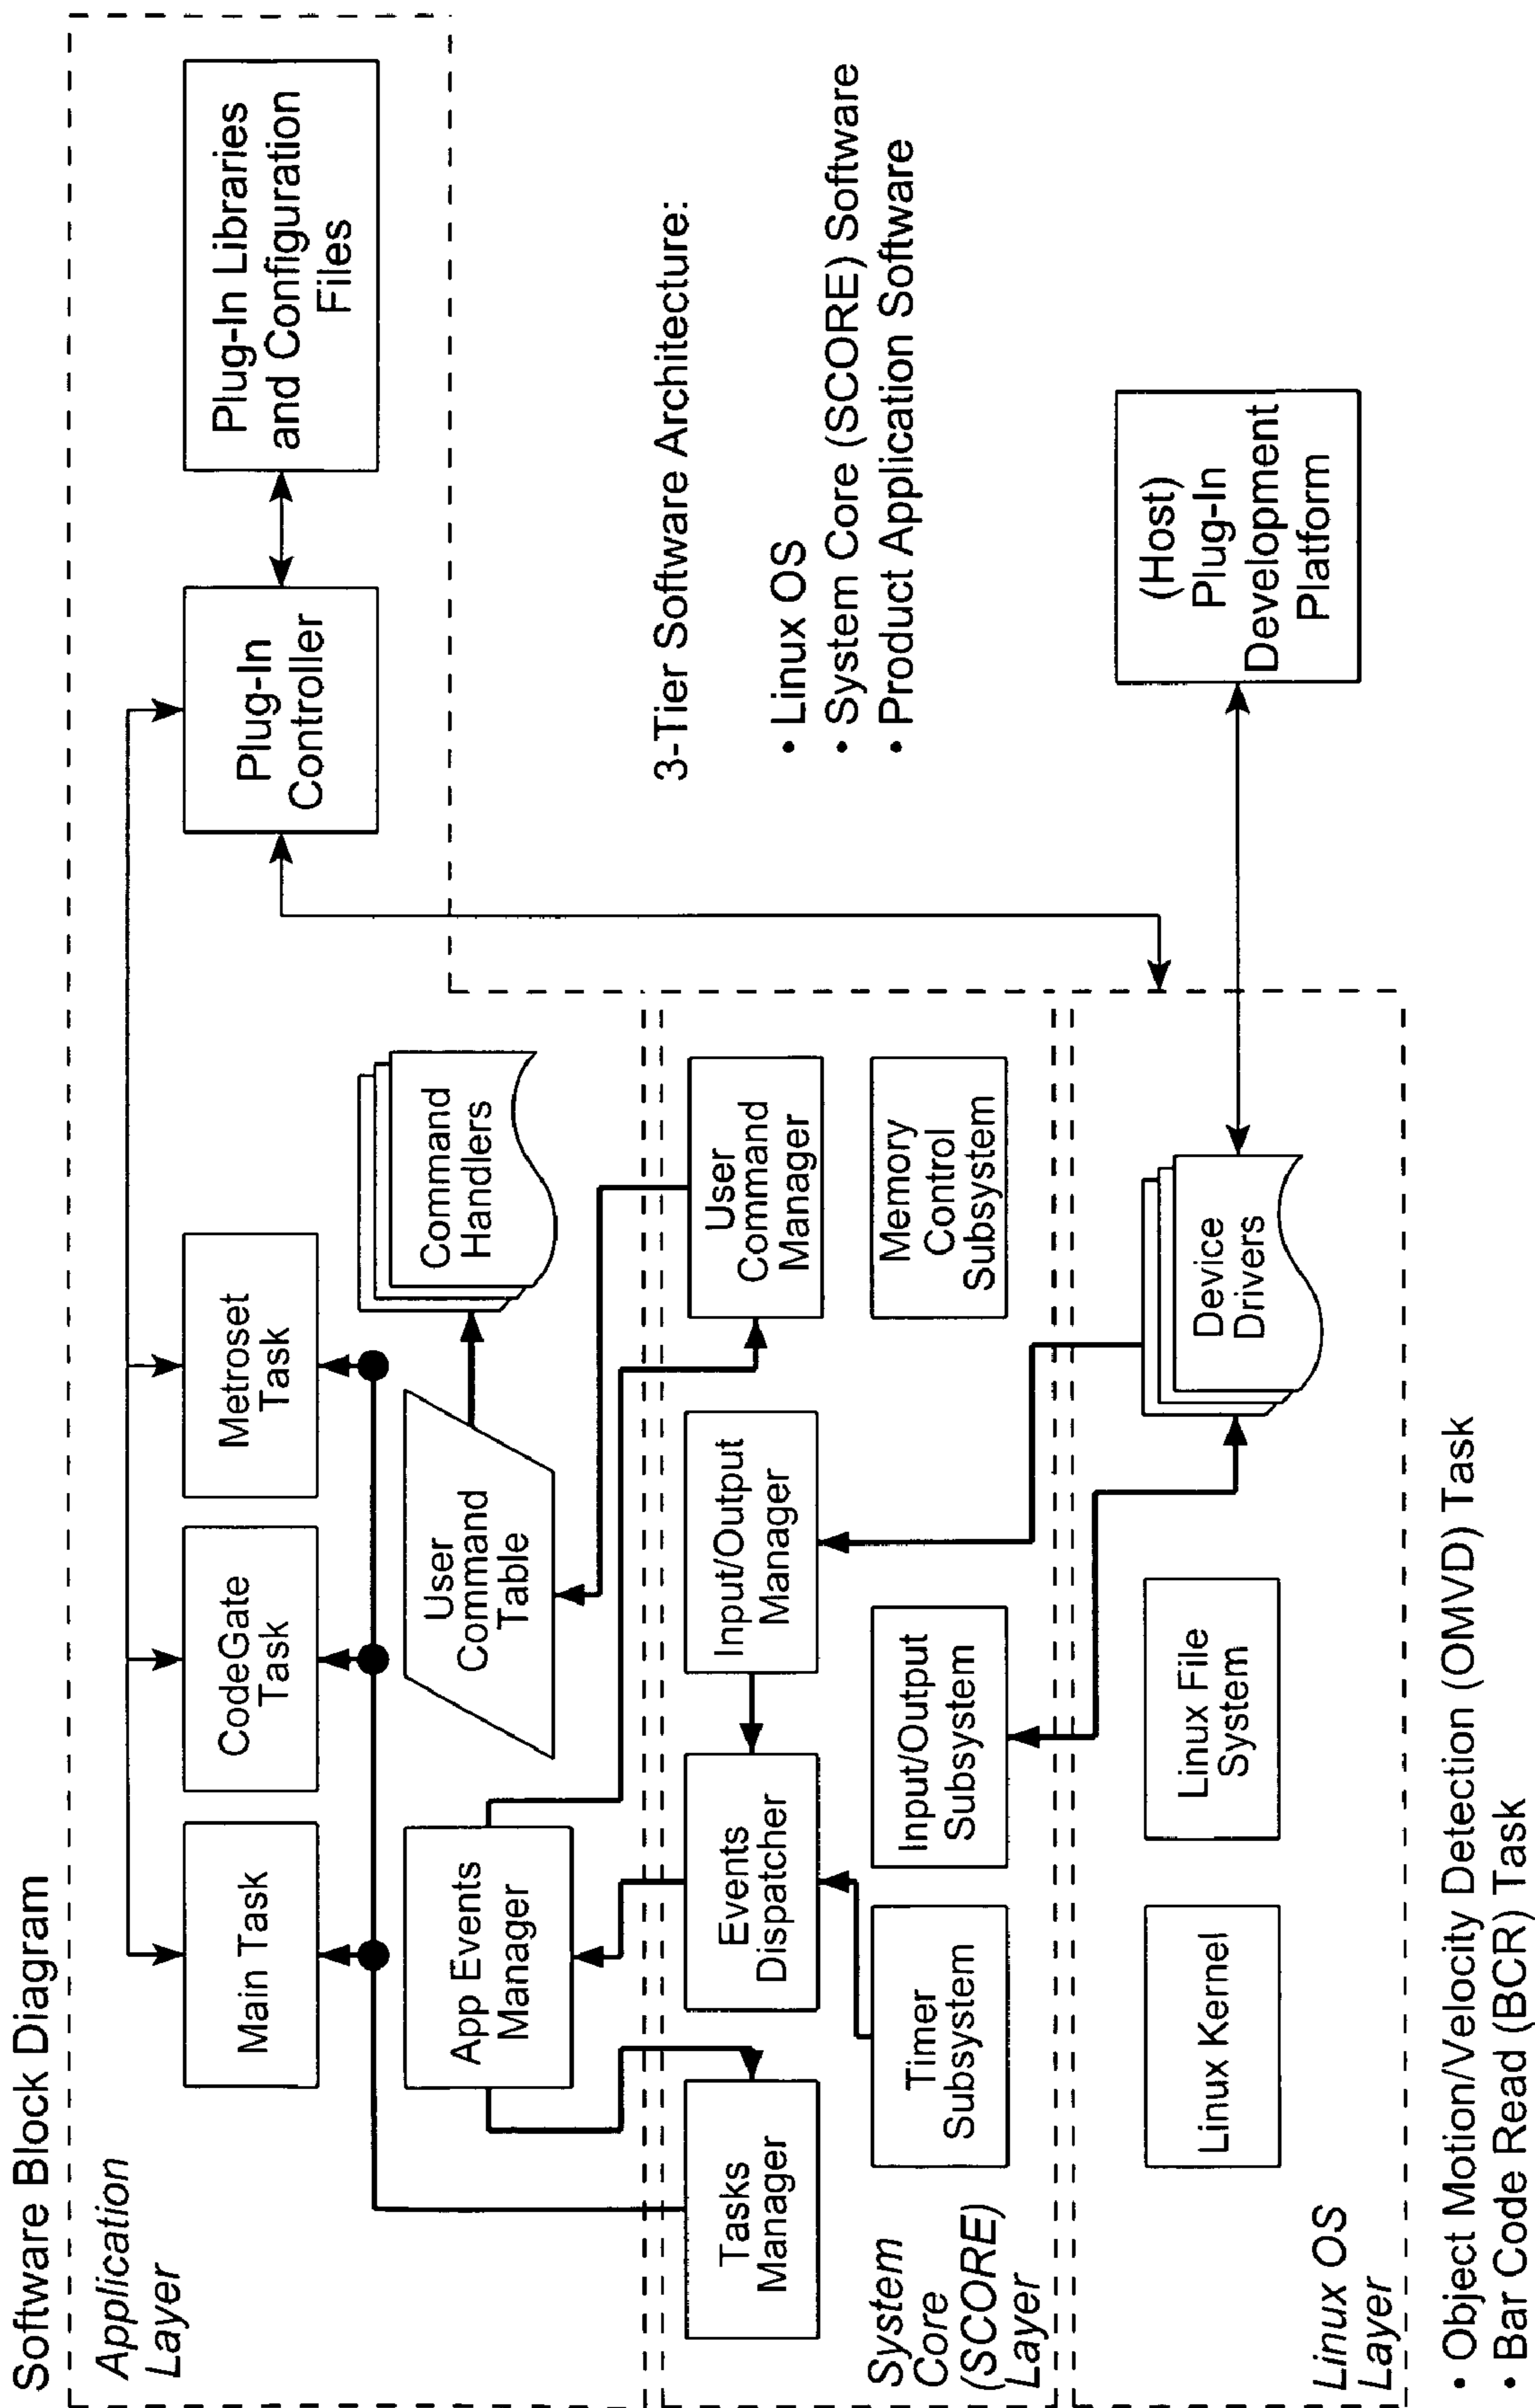 Software Block Diagram
Application
Layer
Main Task
CodeGate
Task
Metroset
Task
Plug-In
Controller
Plug-In Libraries
and Configuration
Files
App Events
Manager
User
Command
Table
Command
Handlers
3-Tier Software Architecture:
• Linux OS
• System Core (SCORE) Software
• Product Application Software
Tasks
Manager
Events
Dispatcher
Input/Output
Manager
User
Command
Manager
Timer
Subsystem
Input/Output
Subsystem
Memory
Control
Subsystem
System
Core
(SCORE)
Layer
Linux Kernel
Linux File
System
Device
Drivers
(Host)
Plug-In
Development
Platform
Linux OS
Layer
• Object Motion/Velocity Detection (OMVD) Task
• Bar Code Read (BCR) Task